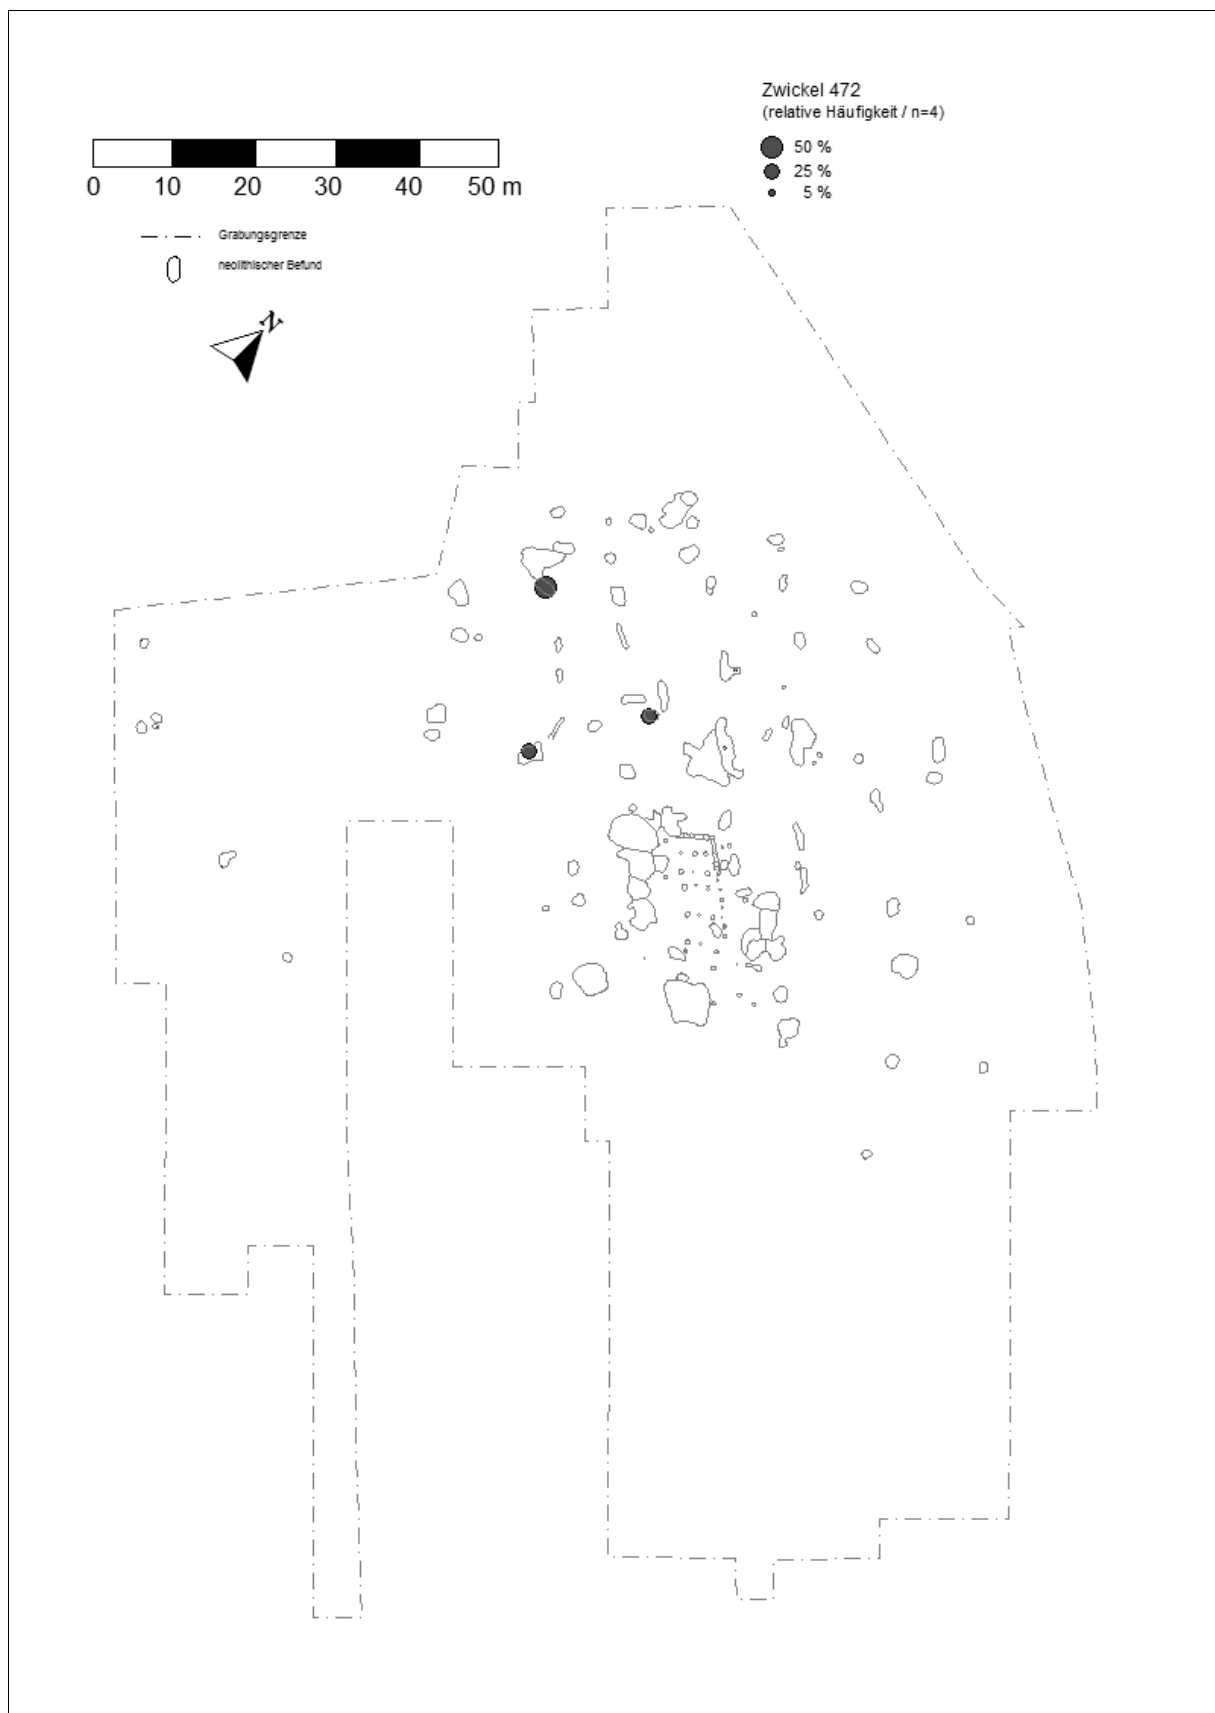 Zwickel 472
(relative Häufigkeit / n=4)
50 %
25 %
5 %
0 10 20 30 40 50 m
Grabungsgrenze
neolithischer Befund
N